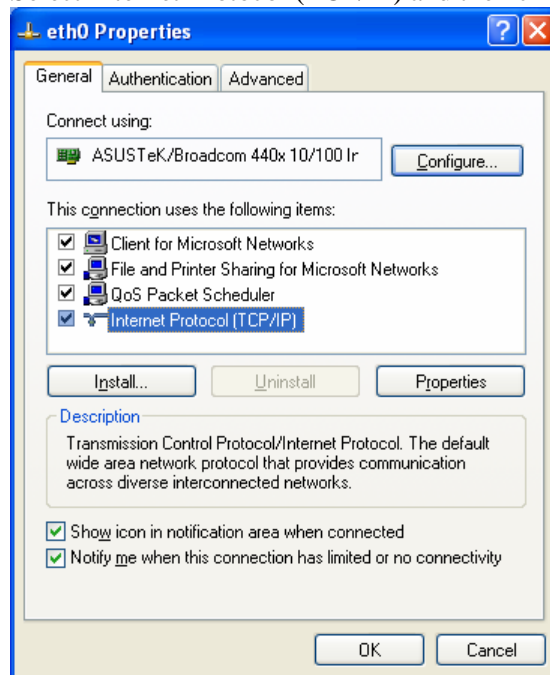 eth0 Properties
General Authentication Advanced
Connect using:
ASUSTeK/Broadcom 440x 10/100 Ir
Configure...
This connection uses the following items:
Client for Microsoft Networks
File and Printer Sharing for Microsoft Networks
QoS Packet Scheduler
Internet Protocol (TCP/IP)
Install... Uninstall Properties
Description
Transmission Control Protocol/Internet Protocol. The default
wide area network protocol that provides communication
across diverse interconnected networks.
Show icon in notification area when connected
Notify me when this connection has limited or no connectivity
OK Cancel